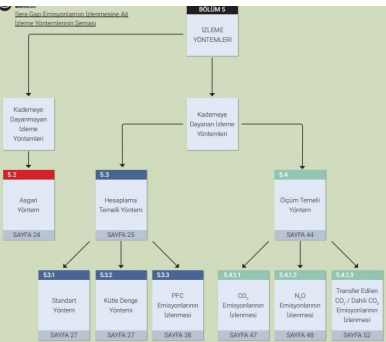 Sera Gazı Emisyonlarının İzlenmesine Ait
İzleme Yöntemlerinin Şeması
BÖLÜM 5
İZLEME
YÖNTEMLERİ
Kademeye
Dayanmayan
İzleme
Yöntemleri
Kademeye
Dayanan İzleme
Yöntemleri
5.2
Asgari
Yöntem
SAYFA 24
5.3
Hesaplama
Temelli Yöntem
SAYFA 25
5.4
Ölçüm Temelli
Yöntem
SAYFA 44
5.3.1
Standart
Yöntem
SAYFA 27
5.3.2
Kütle Denge
Yöntemi
SAYFA 27
5.3.3
PFC
Emisyonlarının
İzlenmesi
SAYFA 28
5.4.1.1
CO₂
Emisyonlarının
İzlenmesi
SAYFA 47
5.4.1.2
N₂O
Emisyonlarının
İzlenmesi
SAYFA 48
5.4.1.3
Transfer Edilen
CO₂ / Dahili CO₂
Emisyonlarının
İzlenmesi
SAYFA 52